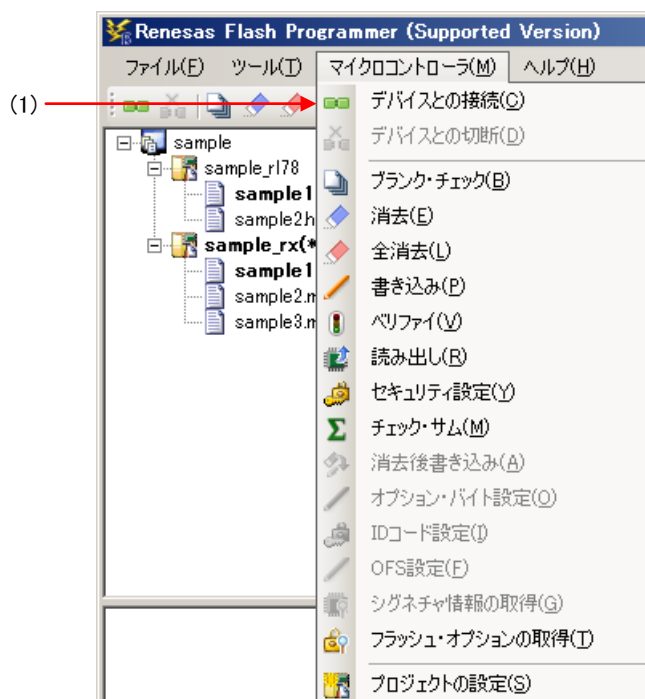 Renesas Flash Programmer (Supported Version)
ファイル(F) ツール(T) マイクロコントローラ(M) ヘルプ(H)
(1)
デバイスとの接続(C)
デバイスとの切断(D)
sample
sample_rl78
sample1
sample2.h
sample_rx(*
sample1
sample2.m
sample3.m
ブランク・チェック(B)
消去(E)
全消去(L)
書き込み(P)
ベリファイ(V)
読み出し(R)
セキュリティ設定(Y)
チェック・サム(M)
消去後書き込み(A)
オプション・バイト設定(O)
IDコード設定(I)
OFS設定(F)
シグネチャ情報の取得(G)
フラッシュ・オプションの取得(T)
プロジェクトの設定(S)